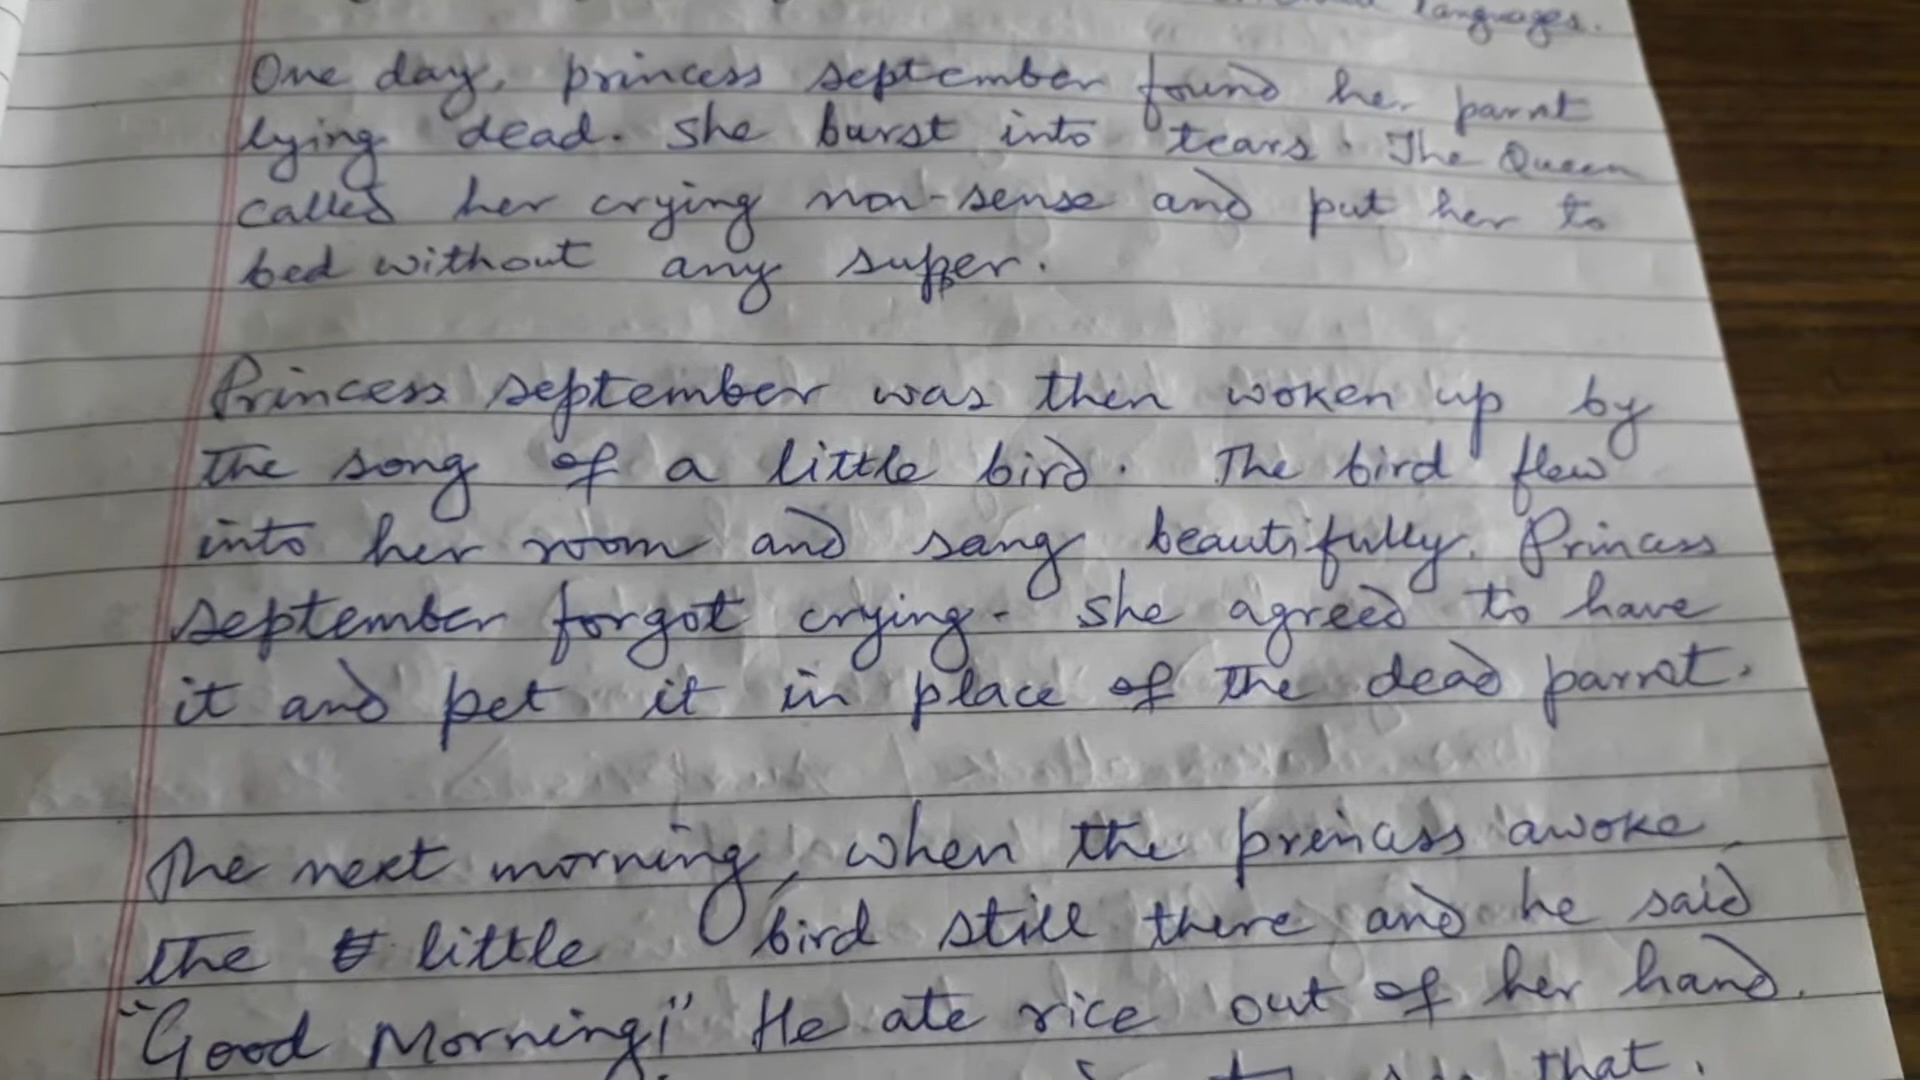 languages.
One day, princess september found her parrot
lying dead. She burst into tears. The Queen
called her crying non-sense and put her to
bed without any supper.
Princess september was then woken up by
the song of a little bird. The bird flew
into her room and sang beautifully. Princess
september forgot crying. She agreed to have
it and pet it in place of the dead parrot.
The next morning, when the princess awoke,
the little bird still there and he said
"Good Morning!" He ate rice out of her hand.
that.